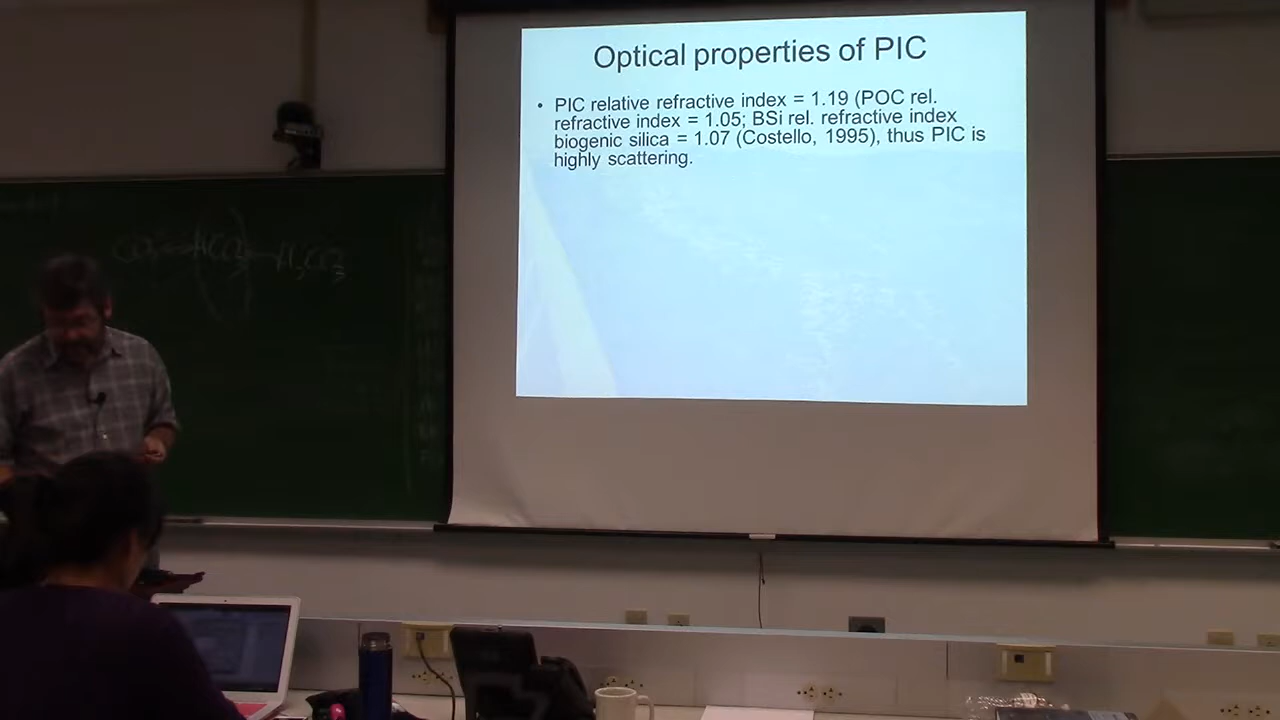 Optical properties of PIC
• PIC relative refractive index = 1.19 (POC rel.
refractive index = 1.05; BSi rel. refractive index
biogenic silica = 1.07 (Costello, 1995), thus PIC is
highly scattering.